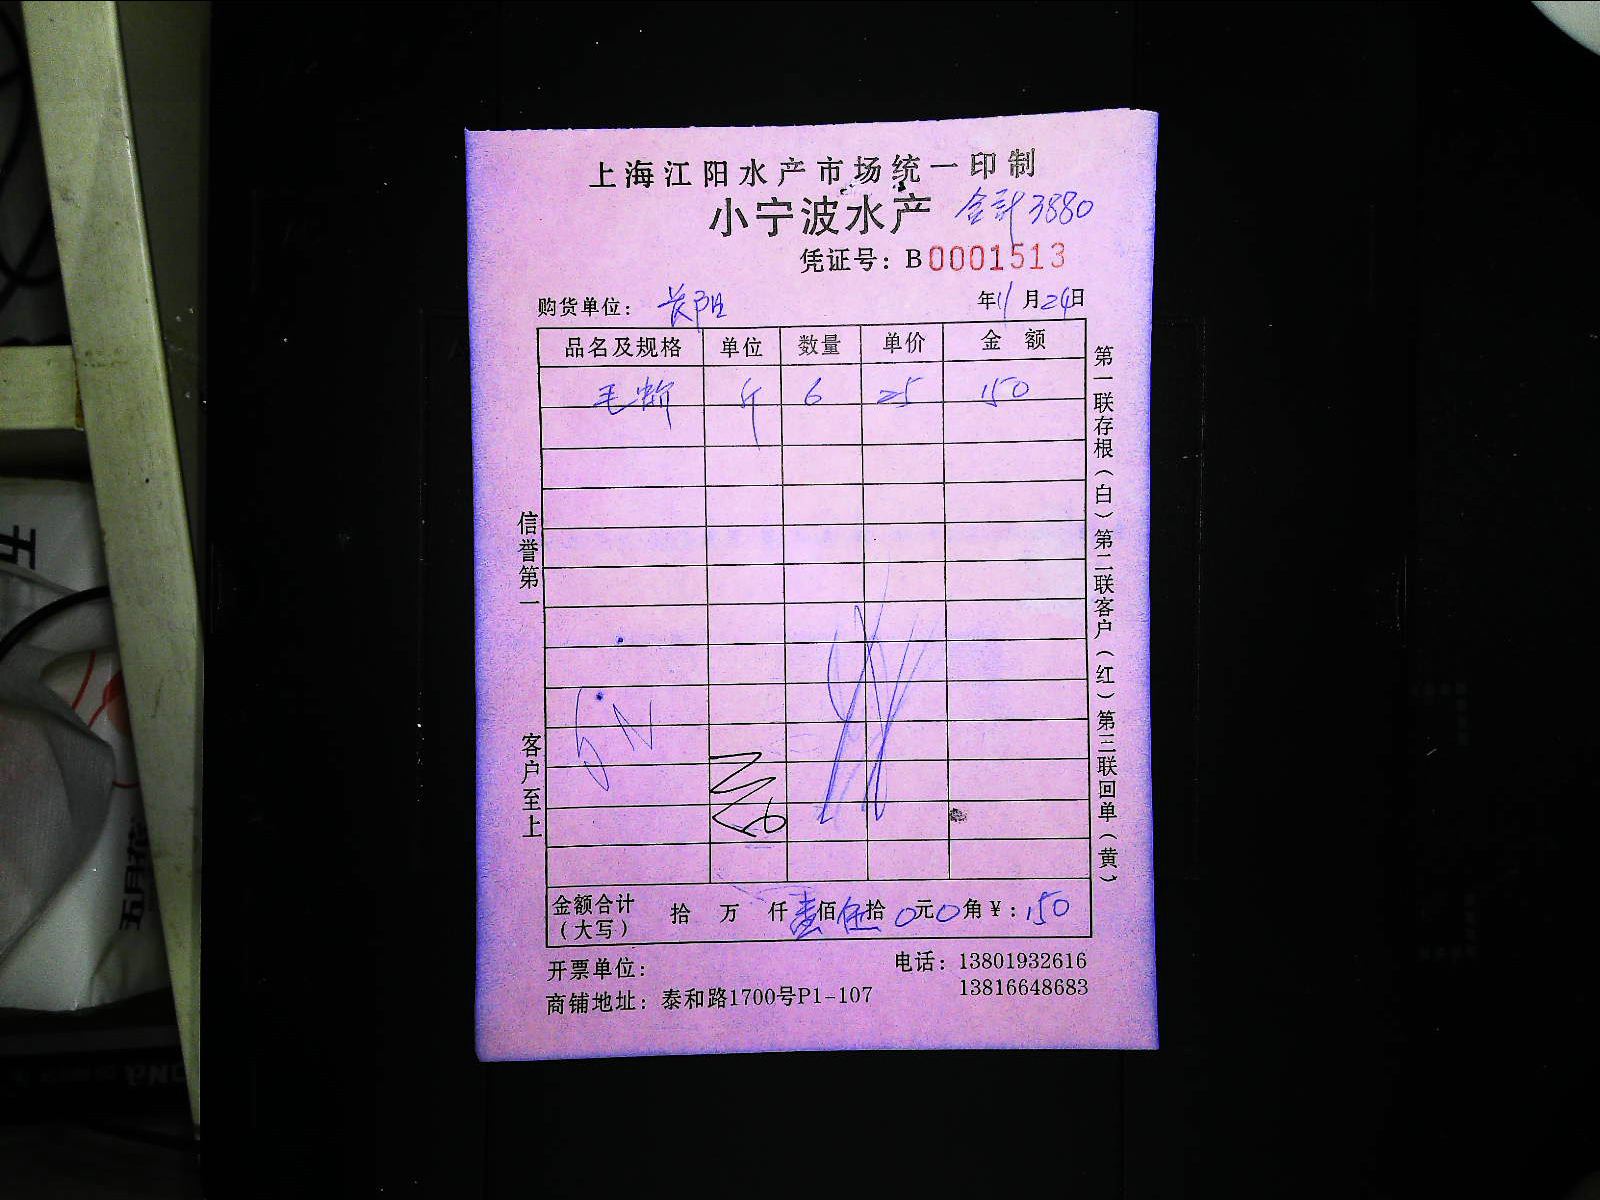 上海江阳水产市场统一印制
小宁波水产 合计3880
凭证号：B0001513
购货单位：长阳 年11月24日
品名及规格 单位 数量 单价 金额
毛蚶 斤 6 25 150
信誉第一
客户至上
第一联存根（白）第二联客户（红）第三联回单（黄）
金额合计（大写） 拾 万 仟 壹佰伍拾 0元0角￥：150
开票单位：
电话：13801932616
13816648683
商铺地址：泰和路1700号P1-107
五